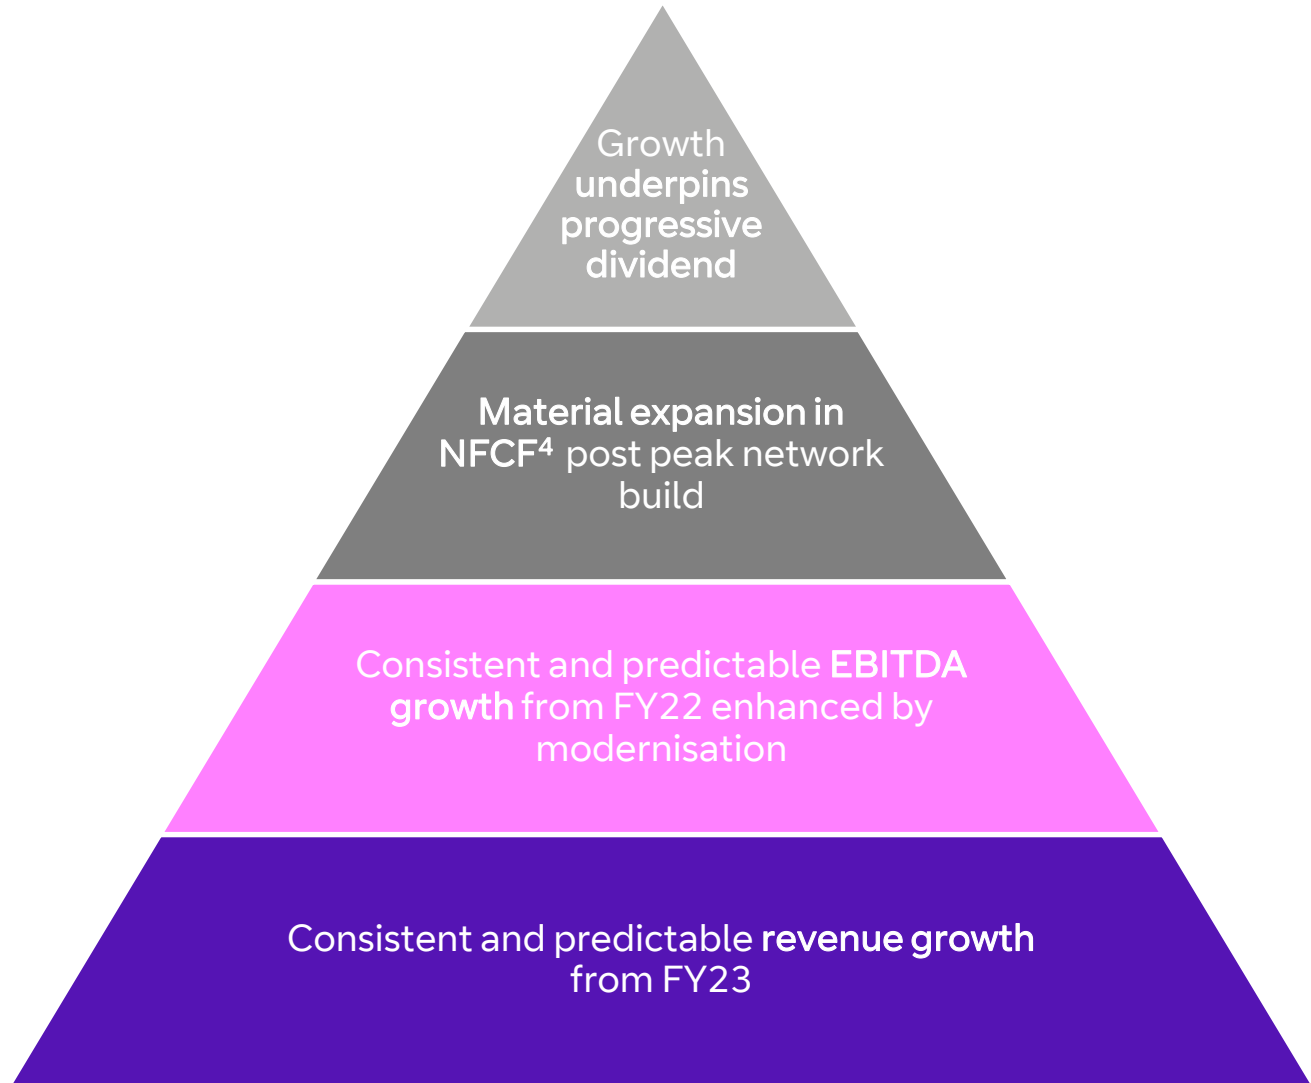 Growth
underpins
progressive
dividend
Material expansion in
NFCF⁴ post peak network
build
Consistent and predictable EBITDA
growth from FY22 enhanced by
modernisation
Consistent and predictable revenue growth
from FY23